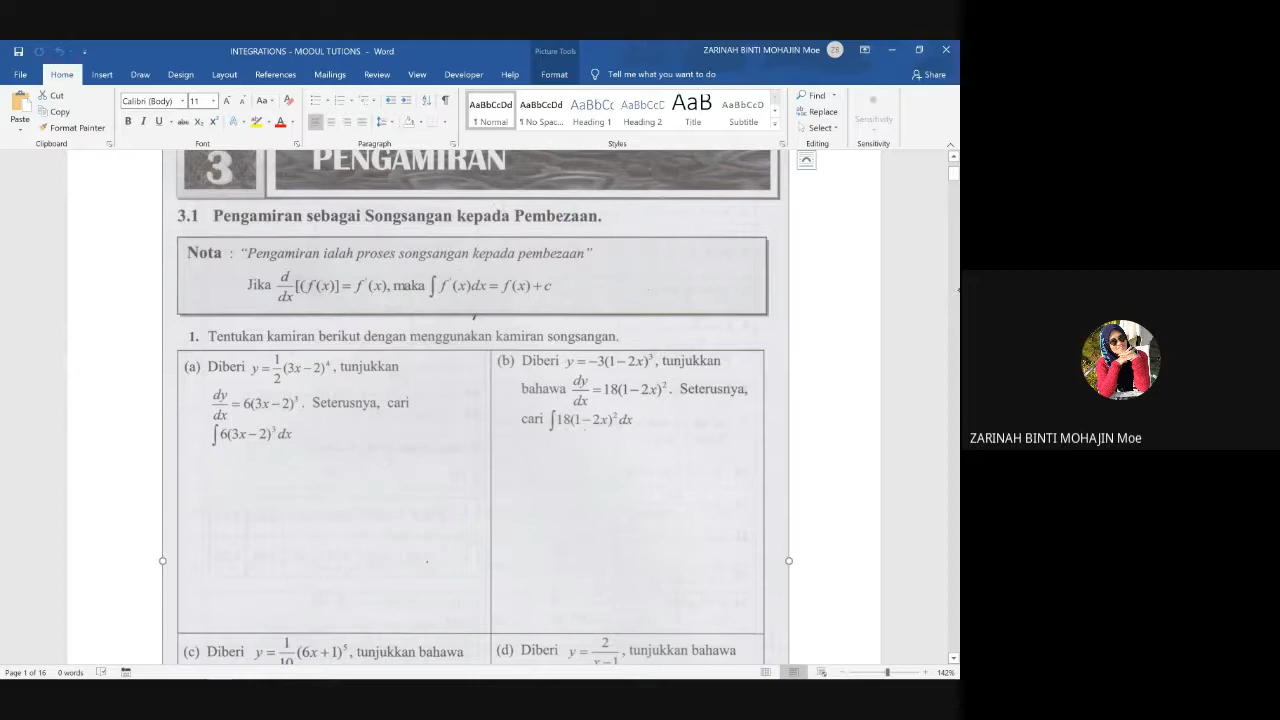 INTEGRATIONS - MODUL TUTIONS - Word
Picture Tools
ZARINAH BINTI MOHAJIN Moe
ZB
File Home Insert Draw Design Layout References Mailings Review View Developer Help Format Tell me what you want to do Share
Paste
Cut
Copy
Format Painter
Clipboard
Calibri (Body) 11
Font
Paragraph
AaBbCcDd AaBbCcDd AaBbCc AaBbCcD AaB AaBbCcD
¶ Normal ¶ No Spac... Heading 1 Heading 2 Title Subtitle
Styles
Find
Replace
Select
Editing
Sensitivity
Sensitivity
3 PENGAMIRAN
3.1 Pengamiran sebagai Songsangan kepada Pembezaan.
Nota : “Pengamiran ialah proses songsangan kepada pembezaan”
Jika d/dx [(f(x)] = f'(x), maka ∫ f'(x)dx = f(x) + c
1. Tentukan kamiran berikut dengan menggunakan kamiran songsangan.
(a) Diberi y = 1/2 (3x − 2)⁴, tunjukkan
dy/dx = 6(3x − 2)³. Seterusnya, cari
∫ 6(3x − 2)³ dx
(b) Diberi y = −3(1 − 2x)³, tunjukkan
bahawa dy/dx = 18(1 − 2x)². Seterusnya,
cari ∫ 18(1 − 2x)² dx
(c) Diberi y = 1/10 (6x + 1)⁵, tunjukkan bahawa
(d) Diberi y = 2/(x − 1), tunjukkan bahawa
Page 1 of 16 0 words
142%
ZARINAH BINTI MOHAJIN Moe